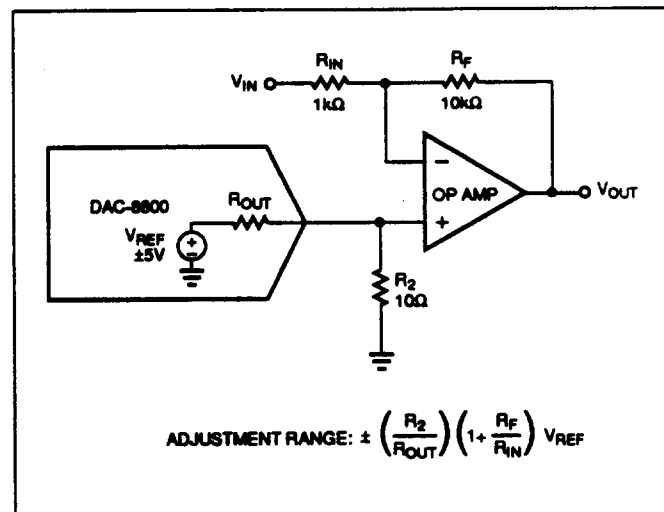 R_IN
R_F
V_IN
1kΩ
10kΩ
−
OP AMP
+
V_OUT
DAC-8800
R_OUT
V_REF
±5V
+
−
R_2
10Ω
ADJUSTMENT RANGE: ± (R_2/R_OUT) (1+ R_F/R_IN) V_REF